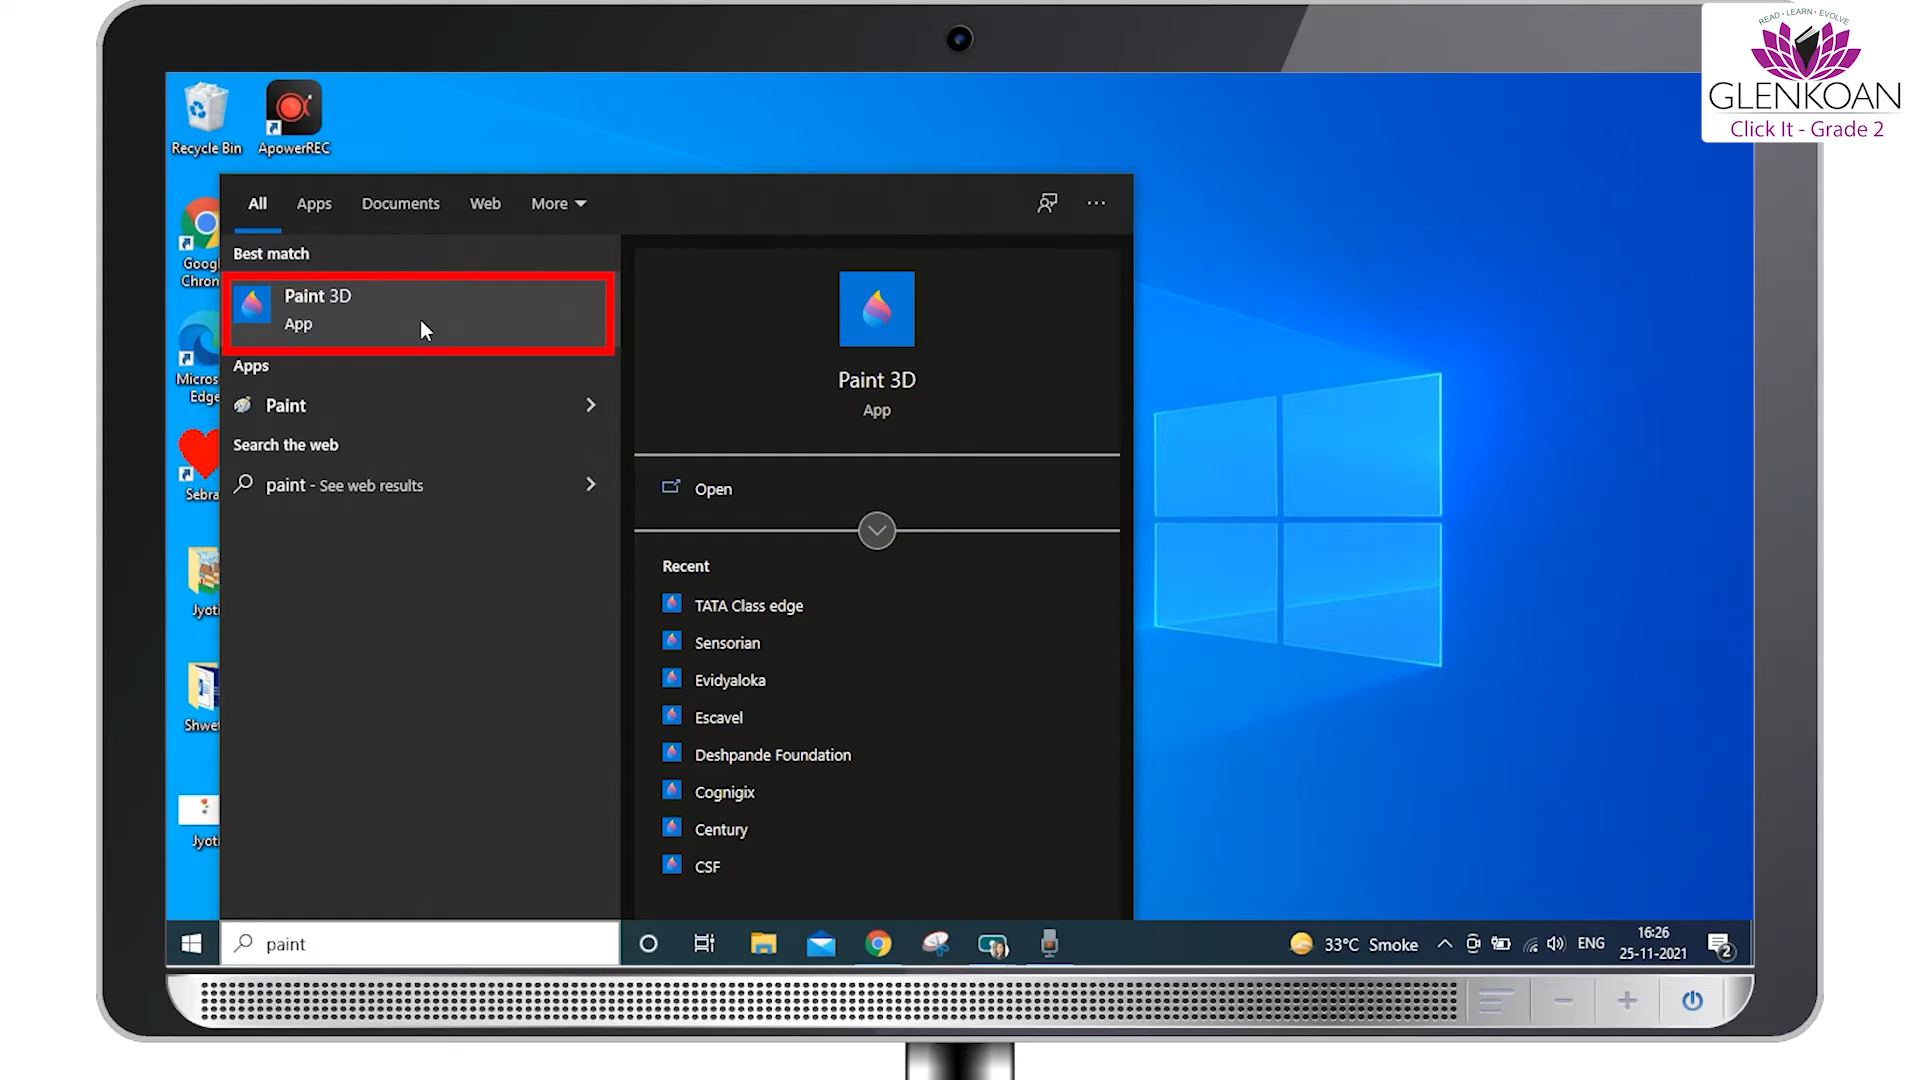 READ • LEARN • EVOLVE
GLENKOAN
Click It - Grade 2
Recycle Bin
ApowerREC
Googl
Chron
Micros
Edge
Sebra
Jyoti
Shwet
Jyoti
All
Apps
Documents
Web
More
Best match
Paint 3D
App
Apps
Paint
Search the web
paint - See web results
Paint 3D
App
Open
Recent
TATA Class edge
Sensorian
Evidyaloka
Escavel
Deshpande Foundation
Cognigix
Century
CSF
paint
33°C Smoke
ENG
16:26
25-11-2021
2